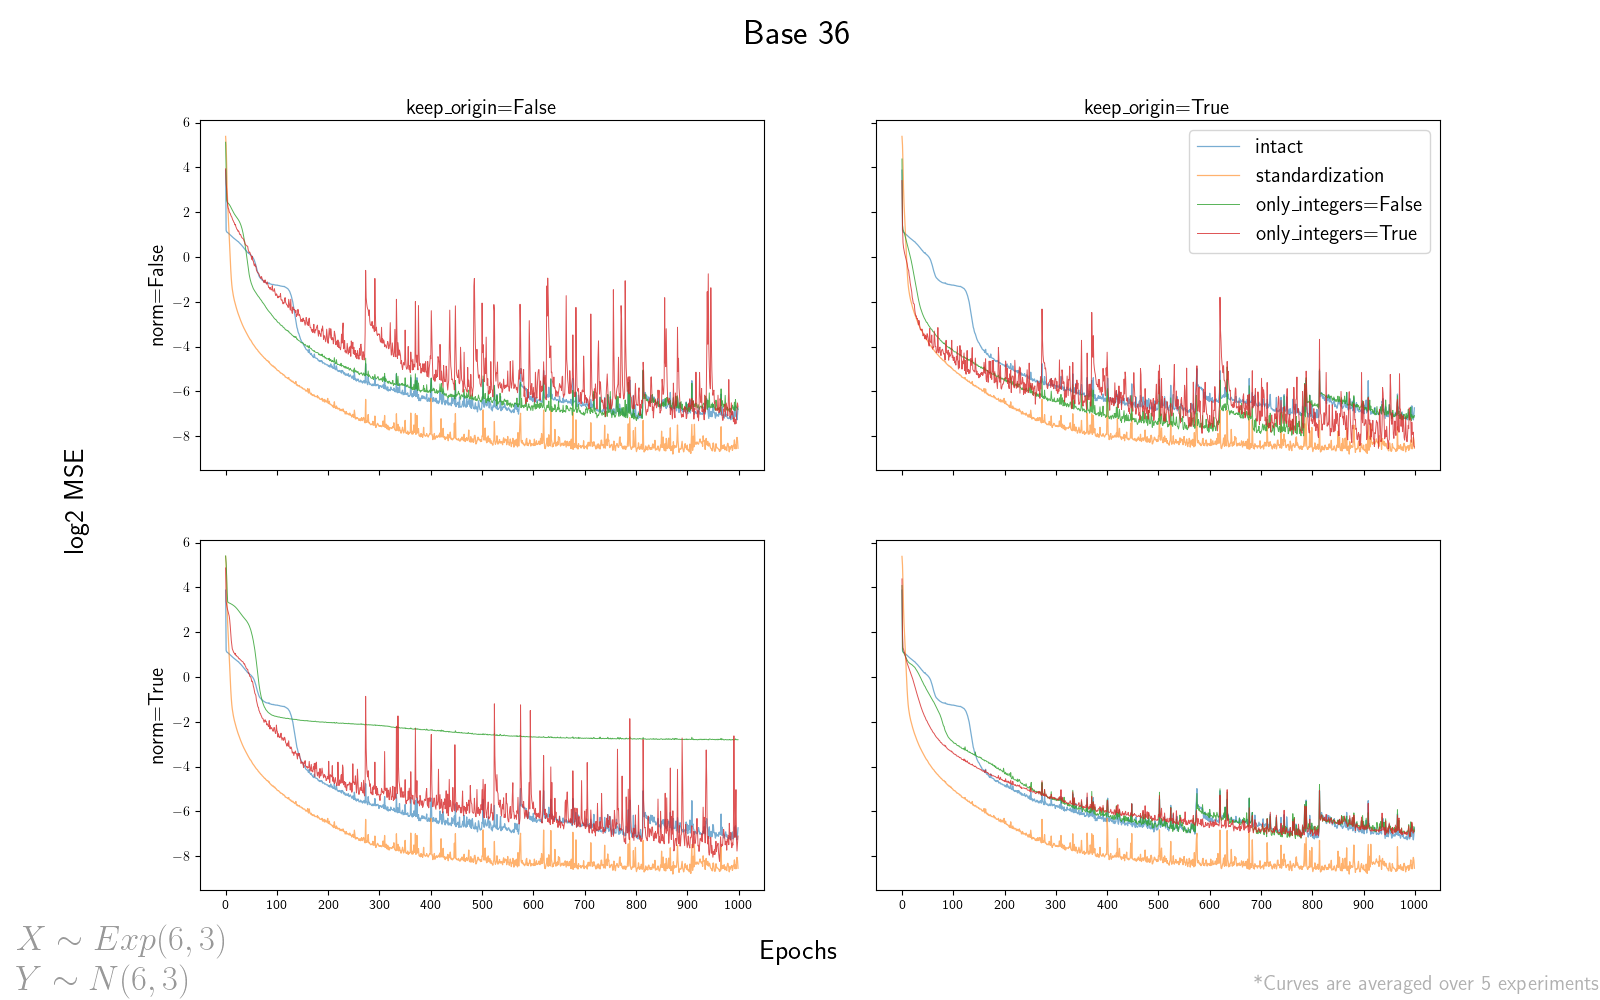 Base 36
keep_origin=False
keep_origin=True
6
4
2
0
−2
−4
−6
−8
norm=False
intact
standardization
only_integers=False
only_integers=True
log2 MSE
6
4
2
0
−2
−4
−6
−8
norm=True
0 100 200 300 400 500 600 700 800 900 1000
0 100 200 300 400 500 600 700 800 900 1000
Epochs
X ∼ Exp(6, 3)
Y ∼ N(6, 3)
*Curves are averaged over 5 experiments